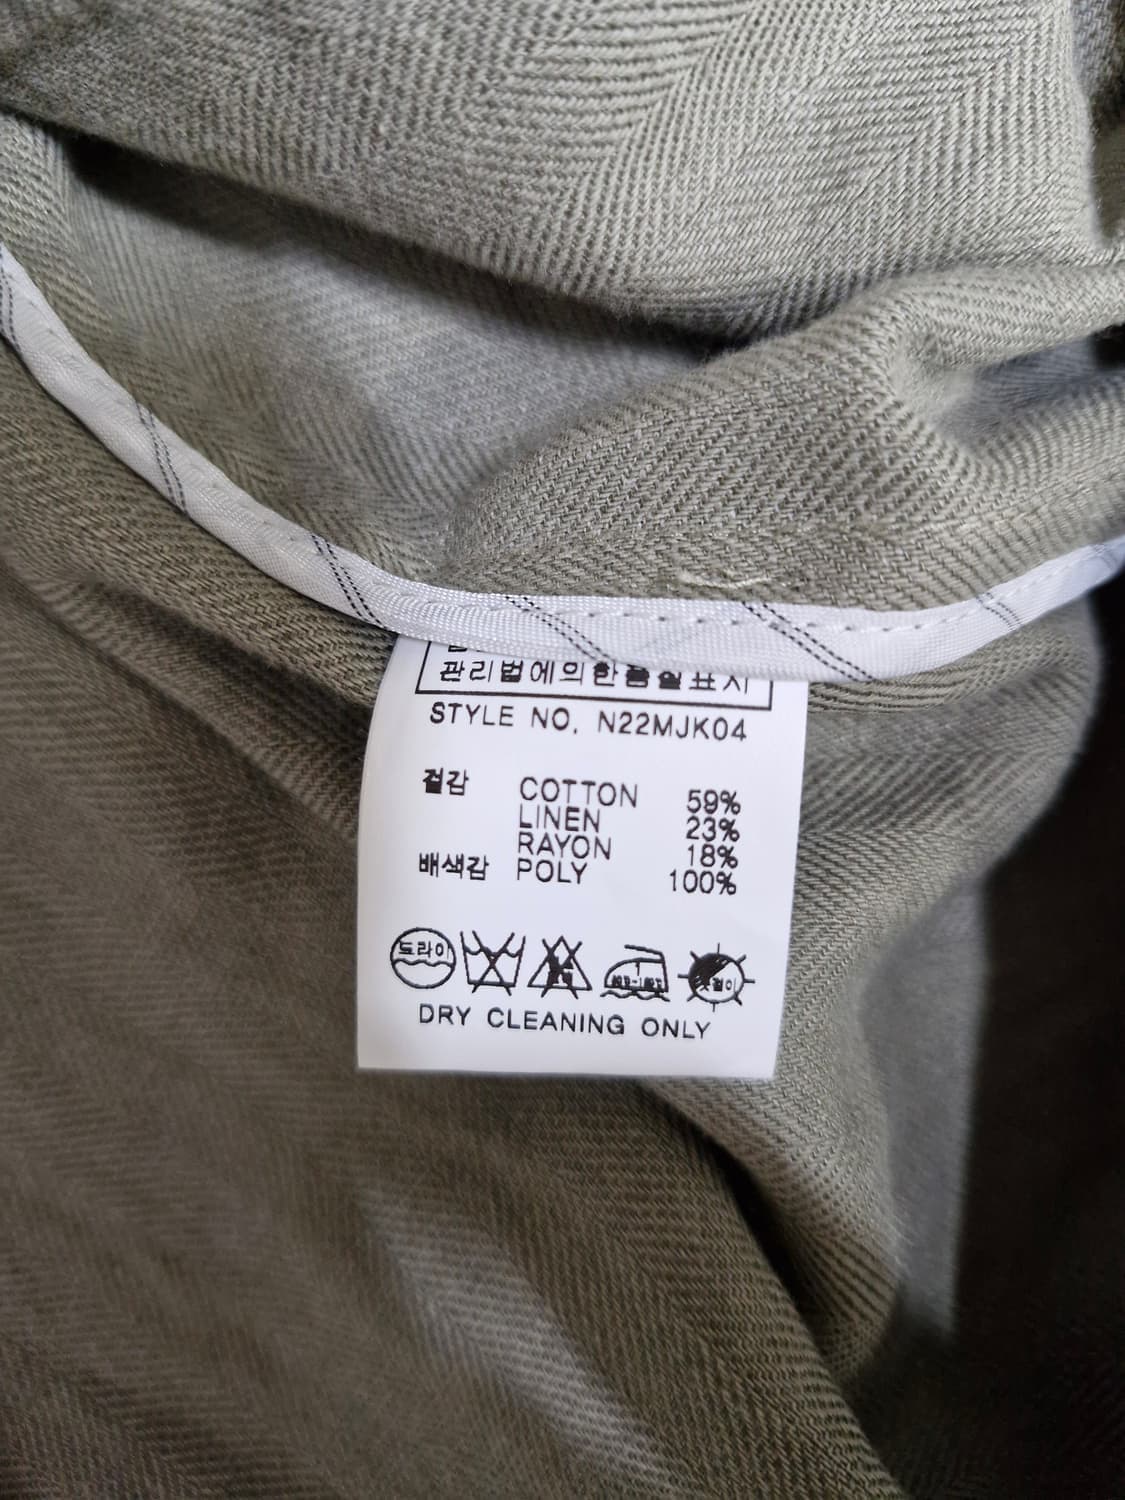 관리법에의한품질표시
STYLE NO. N22MJK04
겉감 COTTON 59%
LINEN 23%
RAYON 18%
배색감 POLY 100%
드라이
DRY CLEANING ONLY